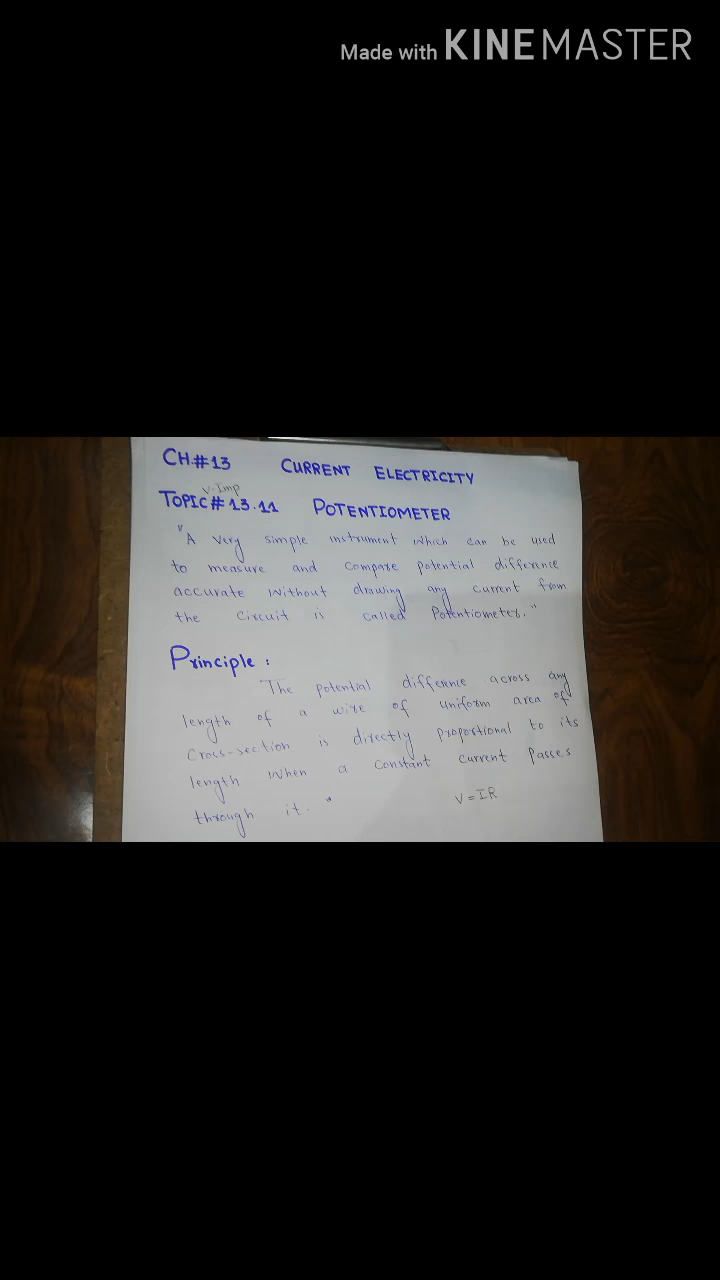 Made with KINEMASTER
CH.#13 CURRENT ELECTRICITY
V.Imp
TOPIC# 13.11 POTENTIOMETER
"A Very simple instrument which can be used
to measure and compare potential difference
accurate without drawing any current from
the Circuit is called Potentiometer."
Principle:
The potential difference across any
length of a wire of uniform area of
Cross-section is directly proportional to its
length when a constant current Passes
through it."
V=IR